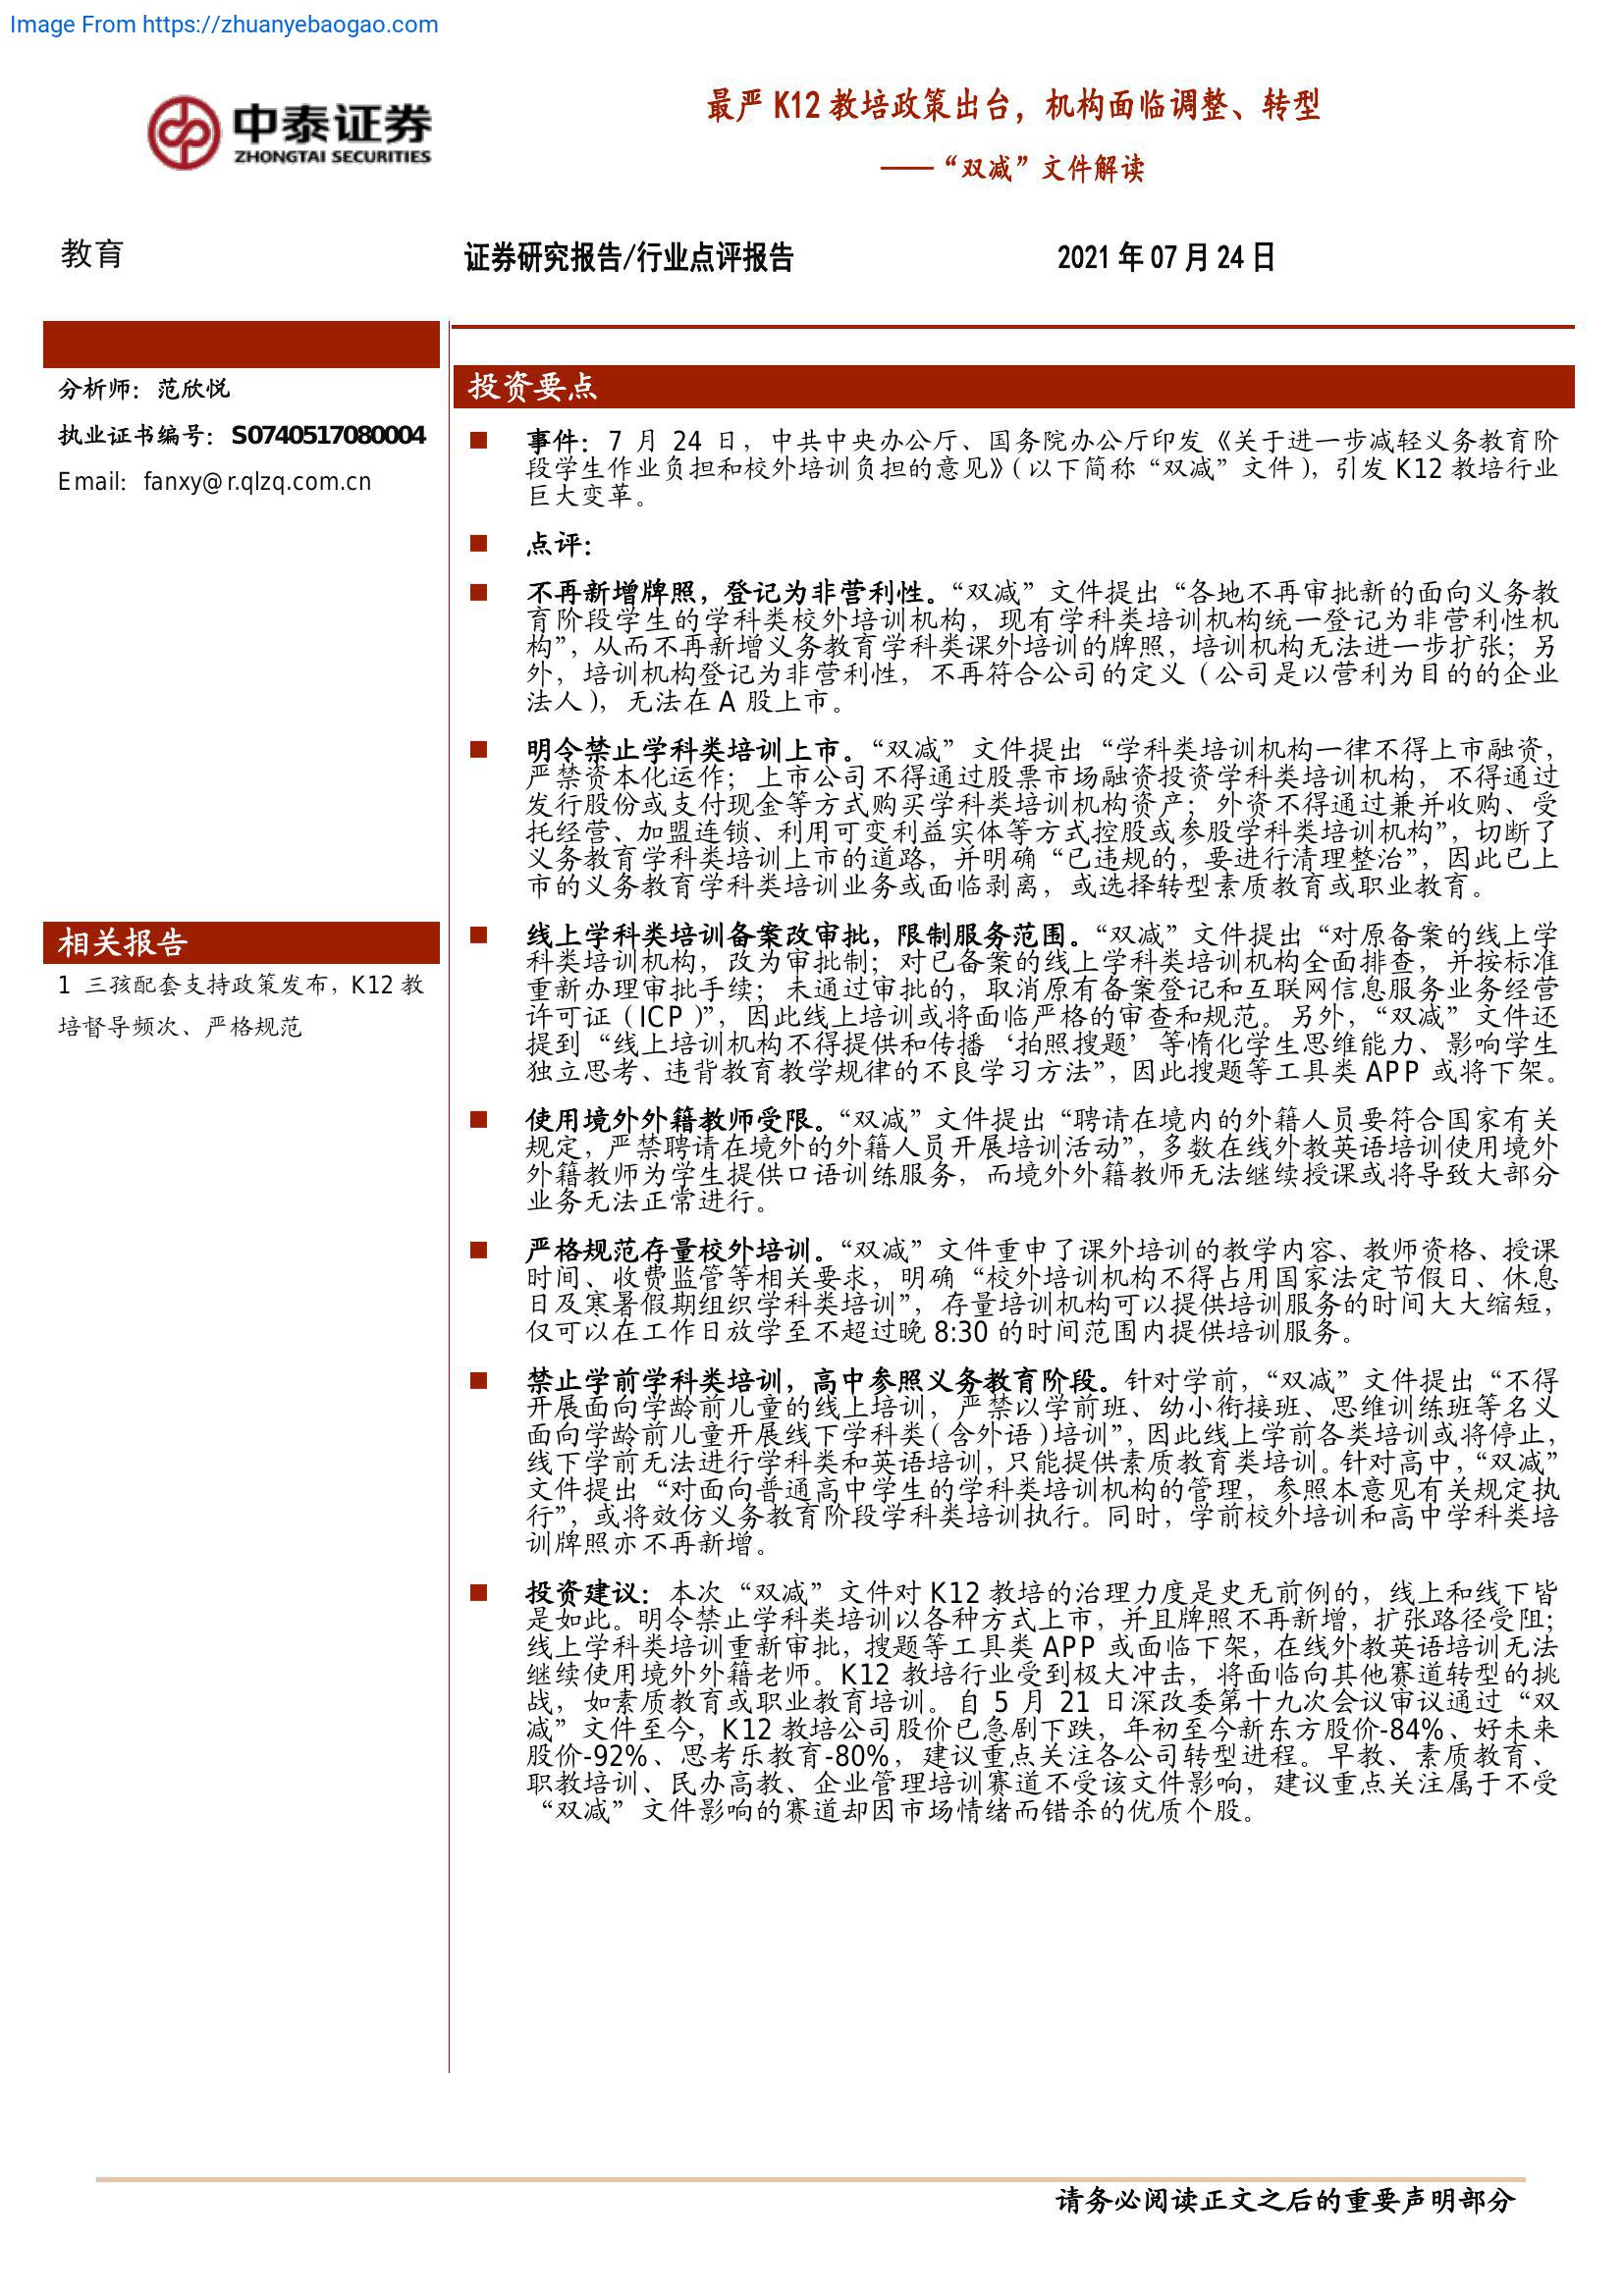 Image From https://zhuanyebaogao.com
中泰证券
ZHONGTAI SECURITIES
最严 K12 教培政策出台，机构面临调整、转型
——“双减”文件解读
教育
证券研究报告/行业点评报告
2021 年 07 月 24 日
分析师：范欣悦
执业证书编号：S0740517080004
Email：fanxy@r.qlzq.com.cn
相关报告
1 三孩配套支持政策发布，K12 教
培督导频次、严格规范
投资要点
事件：7 月 24 日，中共中央办公厅、国务院办公厅印发《关于进一步减轻义务教育阶
段学生作业负担和校外培训负担的意见》（以下简称“双减”文件），引发 K12 教培行业
巨大变革。
点评：
不再新增牌照，登记为非营利性。“双减”文件提出“各地不再审批新的面向义务教
育阶段学生的学科类校外培训机构，现有学科类培训机构统一登记为非营利性机
构”，从而不再新增义务教育学科类课外培训的牌照，培训机构无法进一步扩张；另
外，培训机构登记为非营利性，不再符合公司的定义（公司是以营利为目的的企业
法人），无法在 A 股上市。
明令禁止学科类培训上市。“双减”文件提出“学科类培训机构一律不得上市融资，
严禁资本化运作；上市公司不得通过股票市场融资投资学科类培训机构，不得通过
发行股份或支付现金等方式购买学科类培训机构资产；外资不得通过兼并收购、受
托经营、加盟连锁、利用可变利益实体等方式控股或参股学科类培训机构”，切断了
义务教育学科类培训上市的道路，并明确“已违规的，要进行清理整治”，因此已上
市的义务教育学科类培训业务或面临剥离，或选择转型素质教育或职业教育。
线上学科类培训备案改审批，限制服务范围。“双减”文件提出“对原备案的线上学
科类培训机构，改为审批制；对已备案的线上学科类培训机构全面排查，并按标准
重新办理审批手续；未通过审批的，取消原有备案登记和互联网信息服务业务经营
许可证（ICP）”，因此线上培训或将面临严格的审查和规范。另外，“双减”文件还
提到“线上培训机构不得提供和传播‘拍照搜题’等惰化学生思维能力、影响学生
独立思考、违背教育教学规律的不良学习方法”，因此搜题等工具类 APP 或将下架。
使用境外外籍教师受限。“双减”文件提出“聘请在境内的外籍人员要符合国家有关
规定，严禁聘请在境外的外籍人员开展培训活动”，多数在线外教英语培训使用境外
外籍教师为学生提供口语训练服务，而境外外籍教师无法继续授课或将导致大部分
业务无法正常进行。
严格规范存量校外培训。“双减”文件重申了课外培训的教学内容、教师资格、授课
时间、收费监管等相关要求，明确“校外培训机构不得占用国家法定节假日、休息
日及寒暑假期组织学科类培训”，存量培训机构可以提供培训服务的时间大大缩短，
仅可以在工作日放学至不超过晚 8:30 的时间范围内提供培训服务。
禁止学前学科类培训，高中参照义务教育阶段。针对学前，“双减”文件提出“不得
开展面向学龄前儿童的线上培训，严禁以学前班、幼小衔接班、思维训练班等名义
面向学龄前儿童开展线下学科类（含外语）培训”，因此线上学前各类培训或将停止，
线下学前无法进行学科类和英语培训，只能提供素质教育类培训。针对高中，“双减”
文件提出“对面向普通高中学生的学科类培训机构的管理，参照本意见有关规定执
行”，或将效仿义务教育阶段学科类培训执行。同时，学前校外培训和高中学科类培
训牌照亦不再新增。
投资建议：本次“双减”文件对 K12 教培的治理力度是史无前例的，线上和线下皆
是如此。明令禁止学科类培训以各种方式上市，并且牌照不再新增，扩张路径受阻；
线上学科类培训重新审批，搜题等工具类 APP 或面临下架，在线外教英语培训无法
继续使用境外外籍老师。K12 教培行业受到极大冲击，将面临向其他赛道转型的挑
战，如素质教育或职业教育培训。自 5 月 21 日深改委第十九次会议审议通过“双
减”文件至今，K12 教培公司股价已急剧下跌，年初至今新东方股价-84%、好未来
股价-92%、思考乐教育-80%，建议重点关注各公司转型进程。早教、素质教育、
职教培训、民办高教、企业管理培训赛道不受该文件影响，建议重点关注属于不受
“双减”文件影响的赛道却因市场情绪而错杀的优质个股。
请务必阅读正文之后的重要声明部分